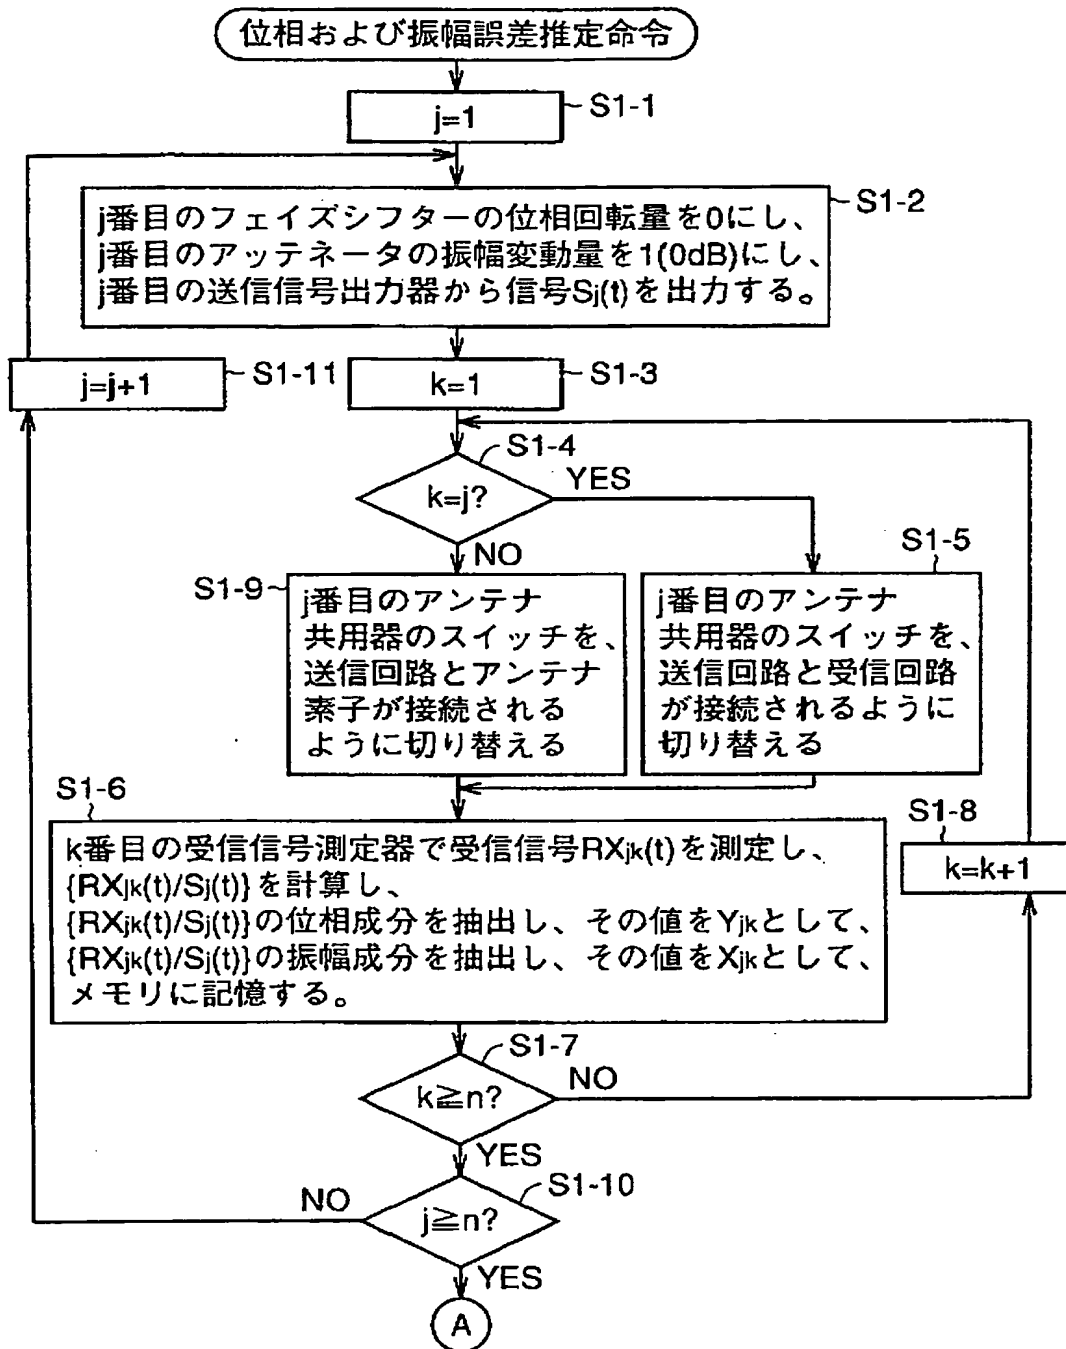 位相および振幅誤差推定命令
j=1
S1-1
j番目のフェイズシフターの位相回転量を0にし、
j番目のアッテネータの振幅変動量を1(0dB)にし、
j番目の送信信号出力器から信号Sj(t)を出力する。
S1-2
j=j+1
S1-11
k=1
S1-3
S1-4
k=j?
YES
NO
S1-9
j番目のアンテナ
共用器のスイッチを、
送信回路とアンテナ
素子が接続される
ように切り替える
S1-5
j番目のアンテナ
共用器のスイッチを、
送信回路と受信回路
が接続されるように
切り替える
S1-6
k番目の受信信号測定器で受信信号RXjk(t)を測定し、
{RXjk(t)/Sj(t)}を計算し、
{RXjk(t)/Sj(t)}の位相成分を抽出し、その値をYjkとして、
{RXjk(t)/Sj(t)}の振幅成分を抽出し、その値をXjkとして、
メモリに記憶する。
S1-8
k=k+1
S1-7
k≧n?
NO
YES
S1-10
j≧n?
NO
YES
A